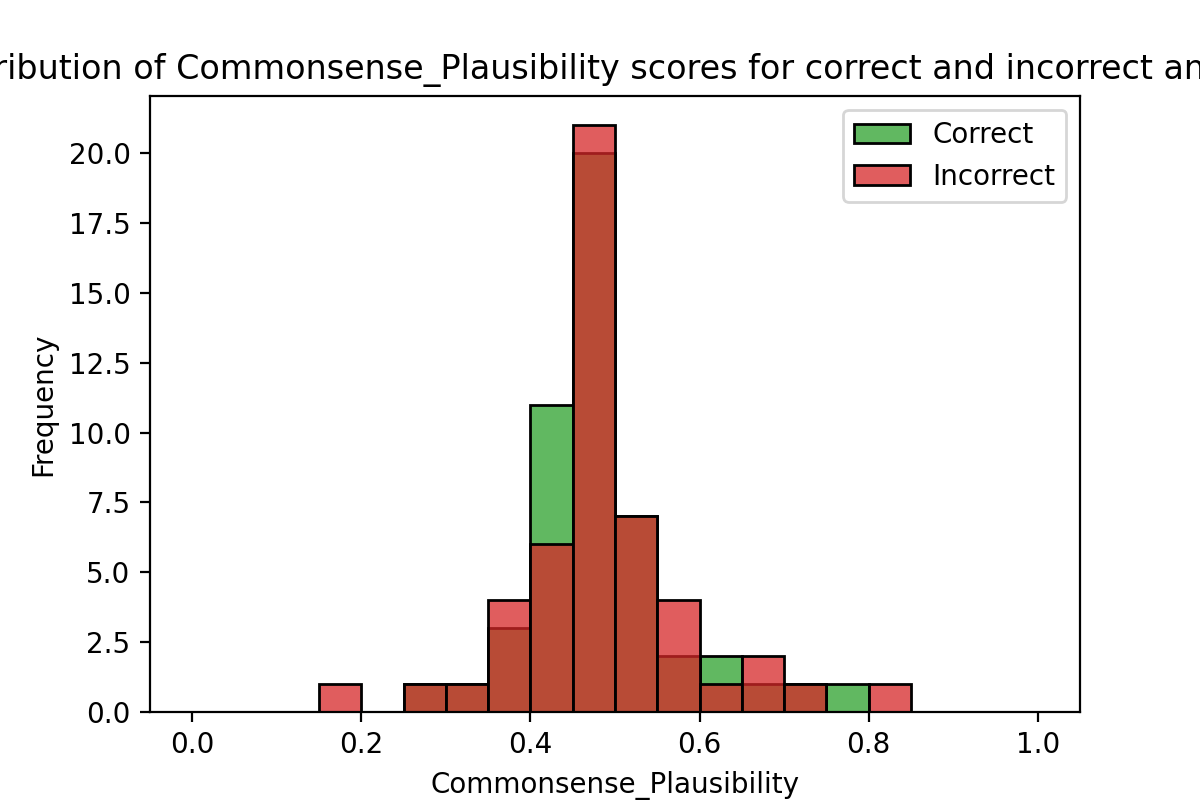 ribution of Commonsense_Plausibility scores for correct and incorrect an
Correct
Incorrect
20.0
17.5
15.0
12.5
10.0
7.5
5.0
2.5
0.0
Frequency
0.0 0.2 0.4 0.6 0.8 1.0
Commonsense_Plausibility